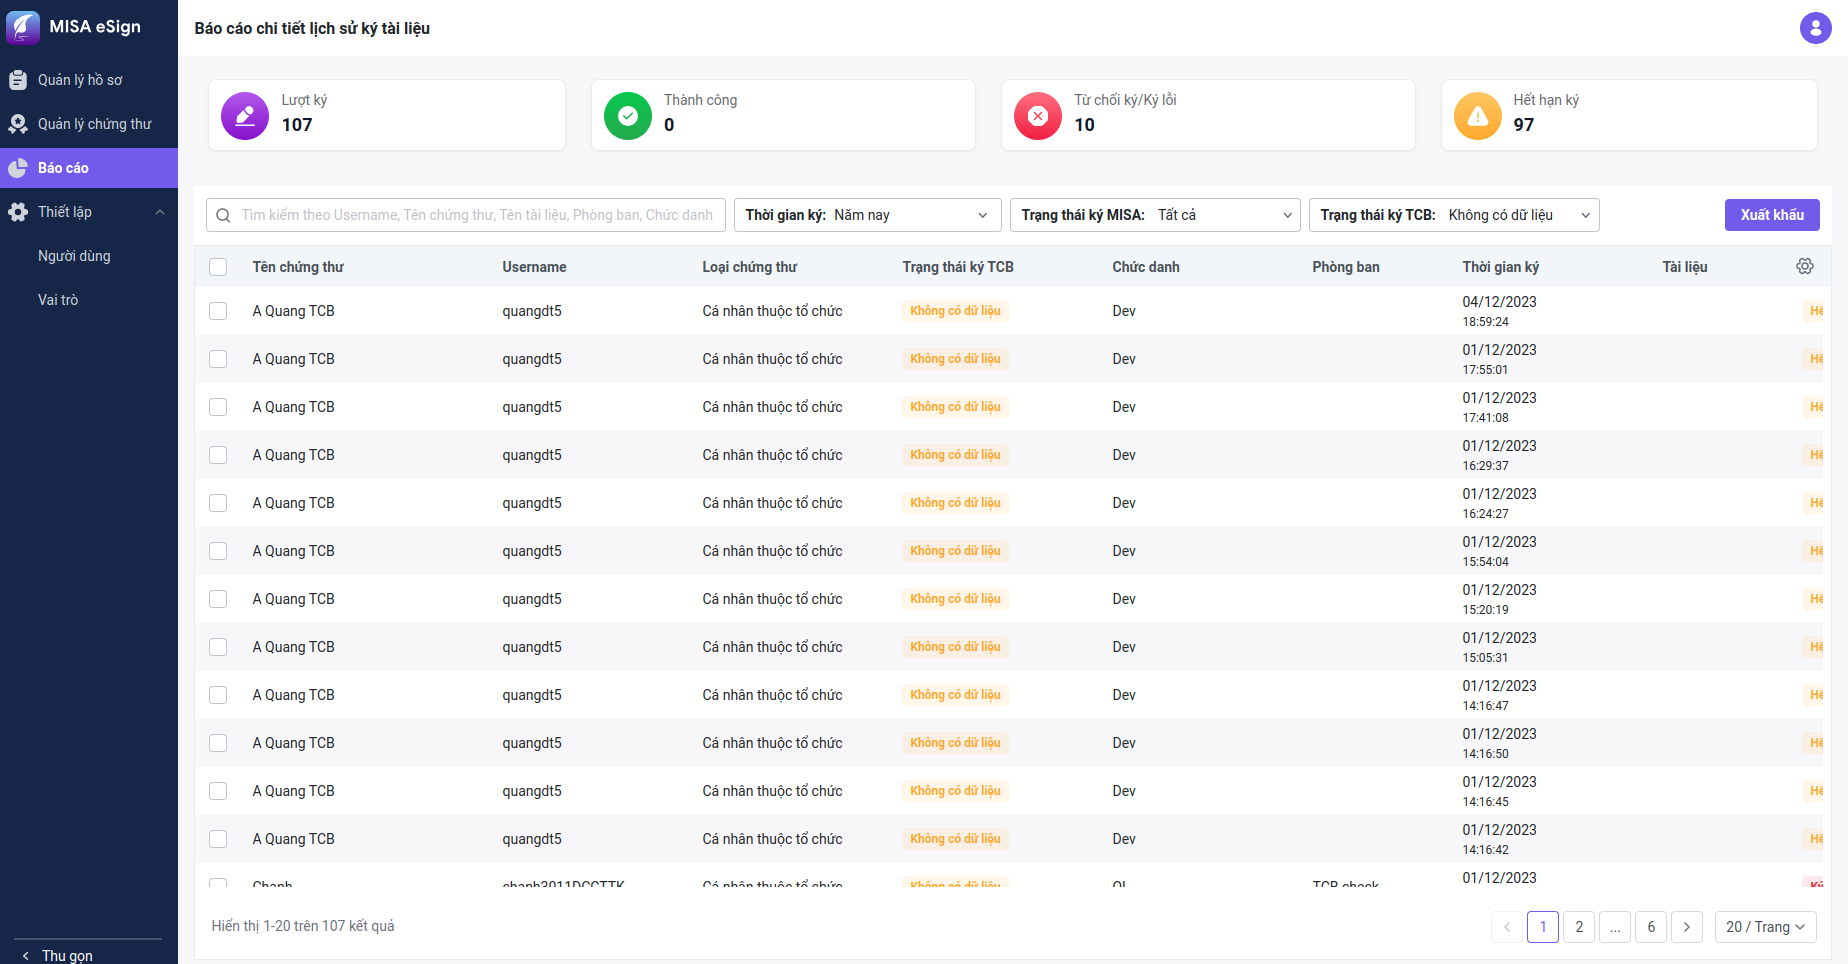 MISA eSign
Báo cáo chi tiết lịch sử ký tài liệu
Quản lý hồ sơ
Quản lý chứng thư
Báo cáo
Thiết lập
Người dùng
Vai trò
Thu gọn
Lượt ký
107
Thành công
0
Từ chối ký/Ký lỗi
10
Hết hạn ký
97
Tìm kiếm theo Username, Tên chứng thư, Tên tài liệu, Phòng ban, Chức danh
Thời gian ký: Năm nay
Trạng thái ký MISA: Tất cả
Trạng thái ký TCB: Không có dữ liệu
Xuất khẩu
Tên chứng thư Username Loại chứng thư Trạng thái ký TCB Chức danh Phòng ban Thời gian ký Tài liệu
A Quang TCB quangdt5 Cá nhân thuộc tổ chức Không có dữ liệu Dev 04/12/2023 Hế
18:59:24
A Quang TCB quangdt5 Cá nhân thuộc tổ chức Không có dữ liệu Dev 01/12/2023 Hế
17:55:01
A Quang TCB quangdt5 Cá nhân thuộc tổ chức Không có dữ liệu Dev 01/12/2023 Hế
17:41:08
A Quang TCB quangdt5 Cá nhân thuộc tổ chức Không có dữ liệu Dev 01/12/2023 Hế
16:29:37
A Quang TCB quangdt5 Cá nhân thuộc tổ chức Không có dữ liệu Dev 01/12/2023 Hế
16:24:27
A Quang TCB quangdt5 Cá nhân thuộc tổ chức Không có dữ liệu Dev 01/12/2023 Hế
15:54:04
A Quang TCB quangdt5 Cá nhân thuộc tổ chức Không có dữ liệu Dev 01/12/2023 Hế
15:20:19
A Quang TCB quangdt5 Cá nhân thuộc tổ chức Không có dữ liệu Dev 01/12/2023 Hế
15:05:31
A Quang TCB quangdt5 Cá nhân thuộc tổ chức Không có dữ liệu Dev 01/12/2023 Hế
14:16:47
A Quang TCB quangdt5 Cá nhân thuộc tổ chức Không có dữ liệu Dev 01/12/2023 Hế
14:16:50
A Quang TCB quangdt5 Cá nhân thuộc tổ chức Không có dữ liệu Dev 01/12/2023 Hế
14:16:45
A Quang TCB quangdt5 Cá nhân thuộc tổ chức Không có dữ liệu Dev 01/12/2023 Hế
14:16:42
Cá nhân thuộc tổ chức Không có dữ liệu TCB check 01/12/2023
Hiển thị 1-20 trên 107 kết quả
1 2 ... 6
20 / Trang